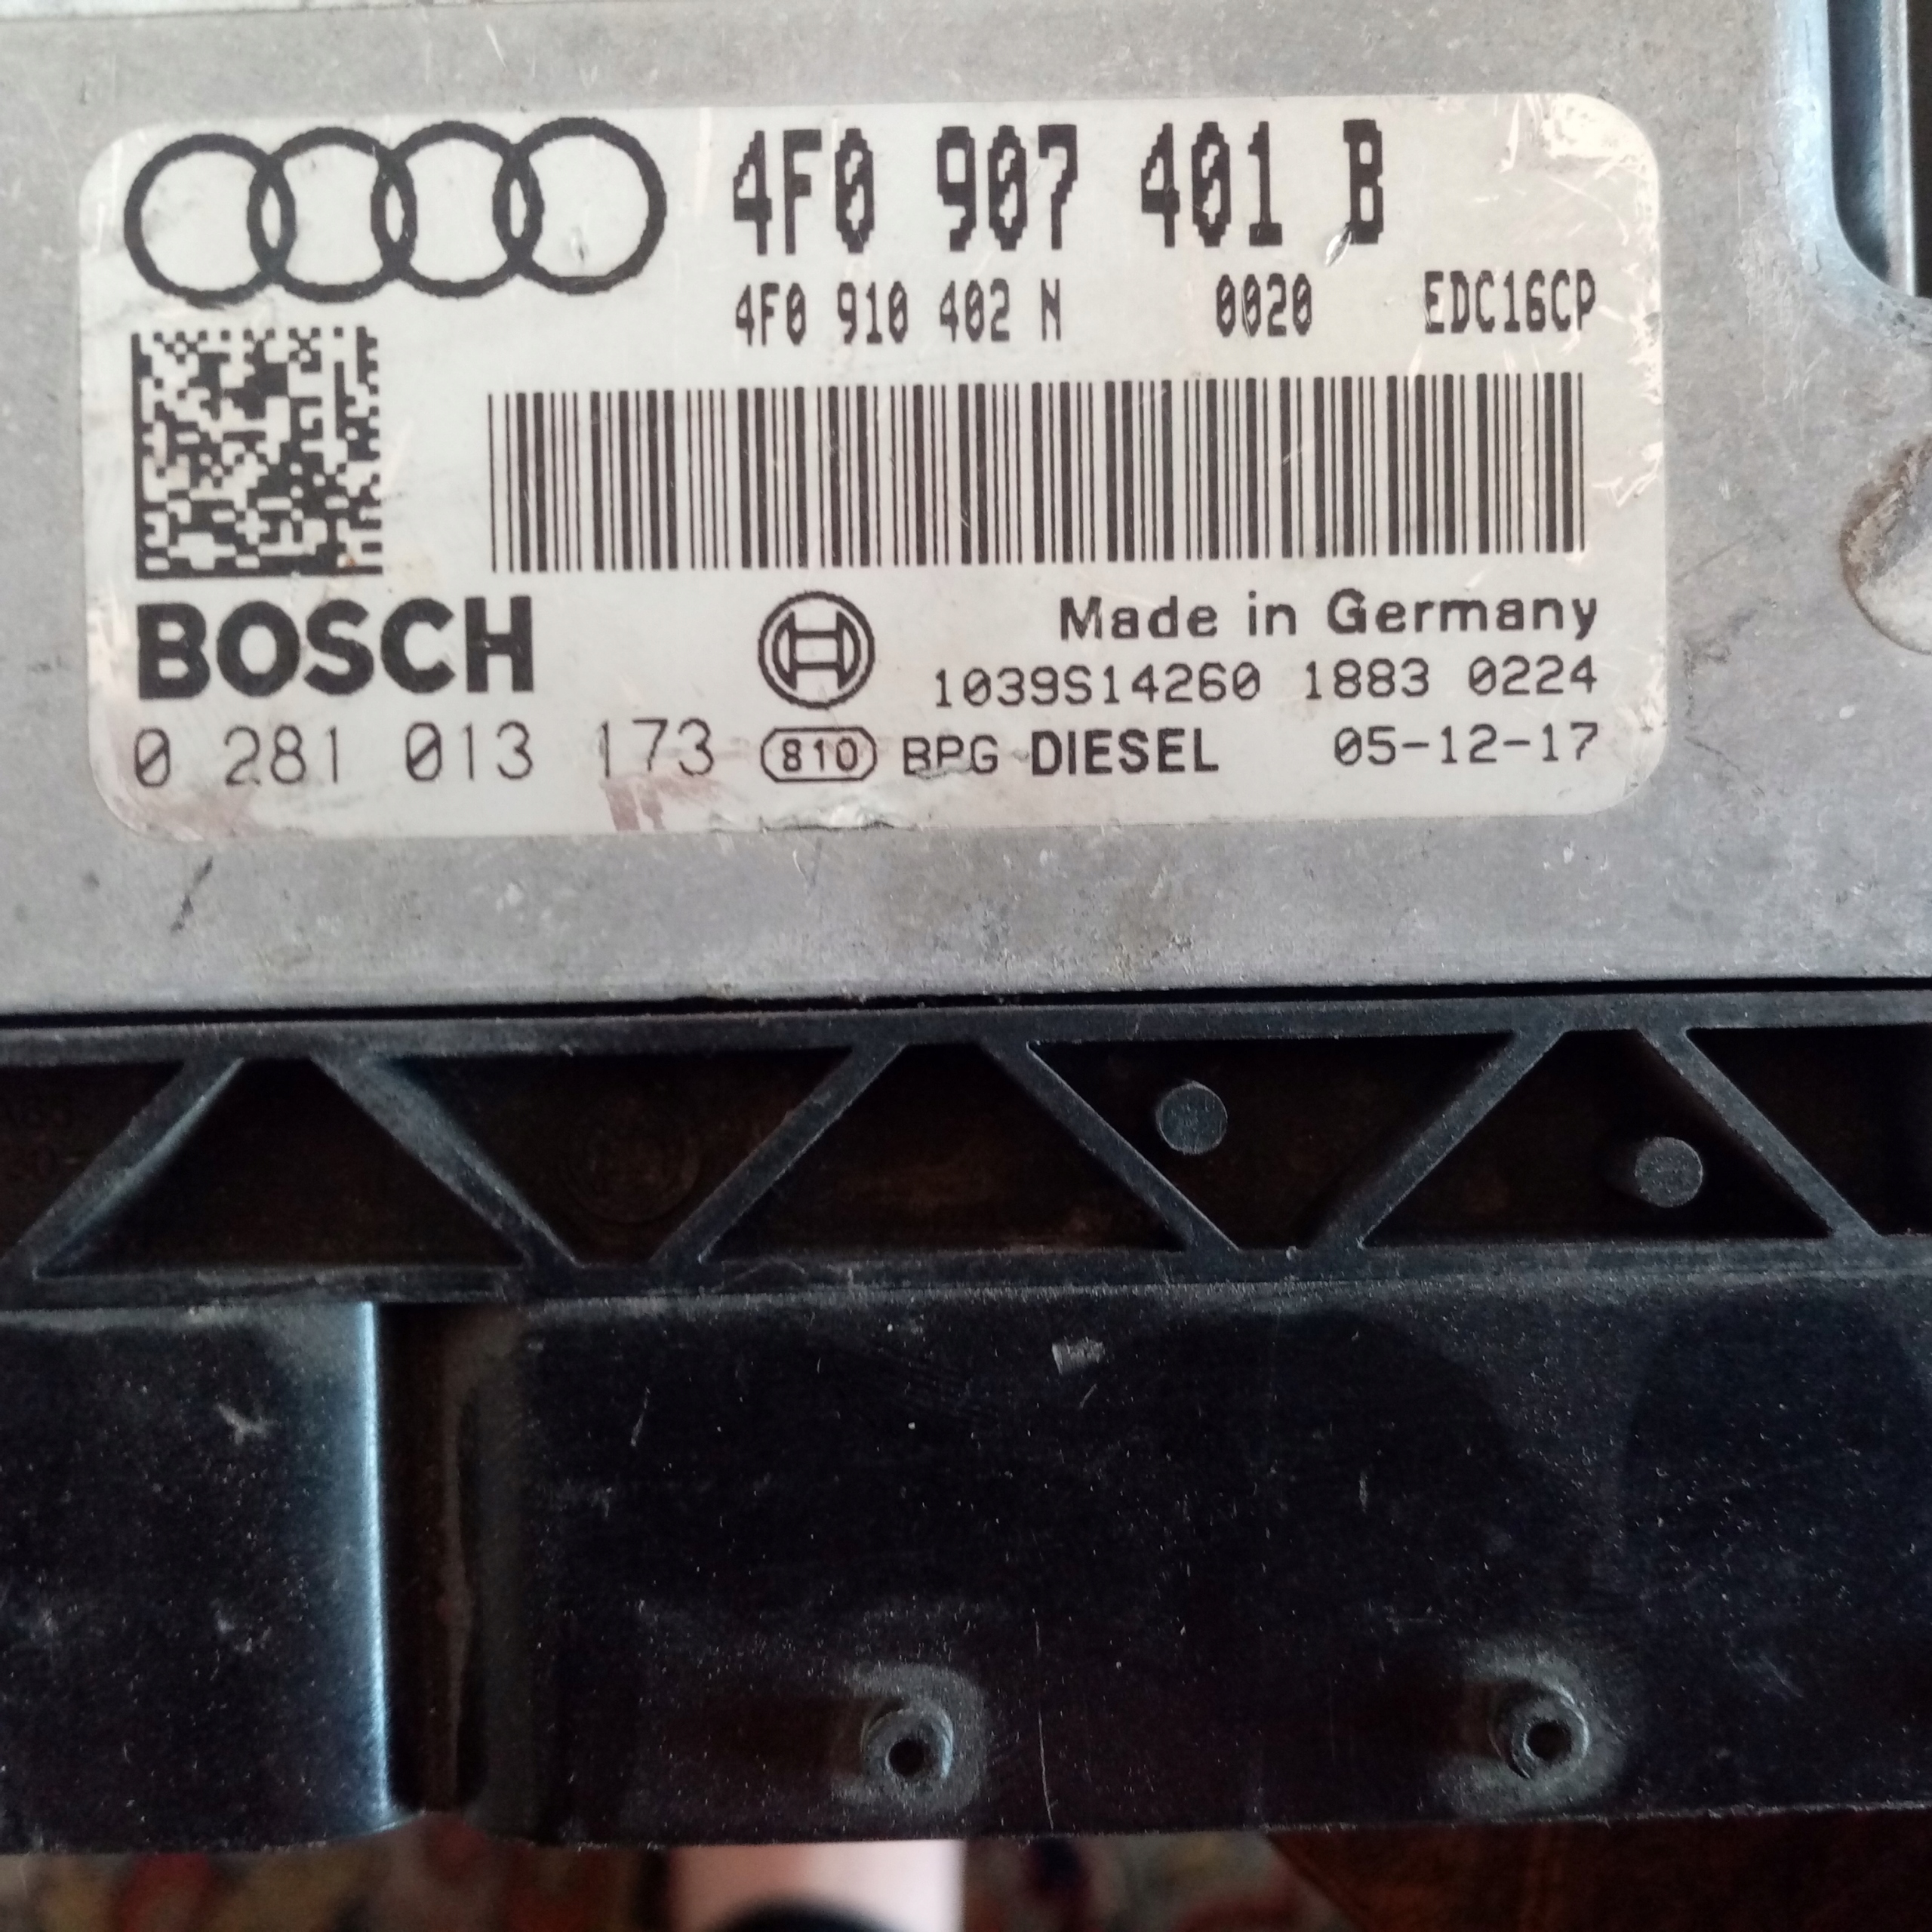 4F0 907 401 B
4F0 910 402 N 0020 EDC16CP
BOSCH
Made in Germany
1039S14260 1883 0224
0 281 013 173 810 BPG DIESEL 05-12-17